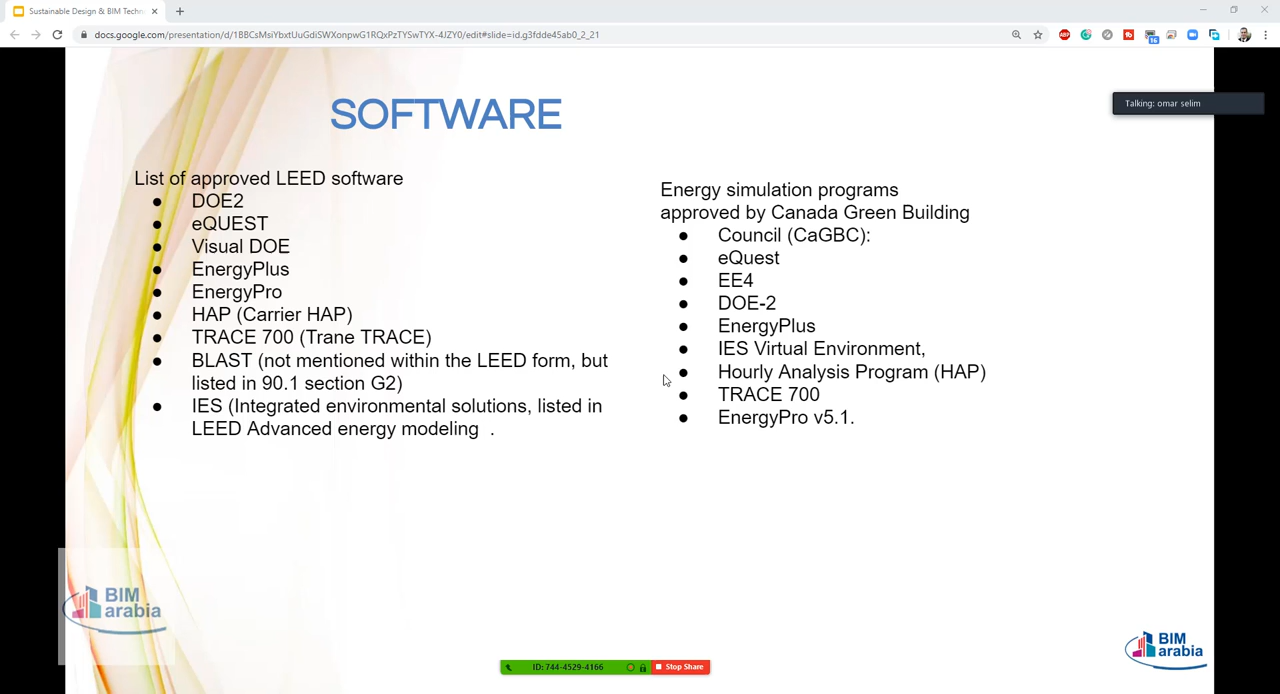 Sustainable Design & BIM Techn
docs.google.com/presentation/d/1BBCsMsiYbxtUuGdiSWXonpwG1RQxPzTYSwTYX-4JZY0/edit#slide=id.g3fdde45ab0_2_21
ABP
16
Talking: omar selim
SOFTWARE
List of approved LEED software
● DOE2
● eQUEST
● Visual DOE
● EnergyPlus
● EnergyPro
● HAP (Carrier HAP)
● TRACE 700 (Trane TRACE)
● BLAST (not mentioned within the LEED form, but
listed in 90.1 section G2)
● IES (Integrated environmental solutions, listed in
LEED Advanced energy modeling .
Energy simulation programs
approved by Canada Green Building
● Council (CaGBC):
● eQuest
● EE4
● DOE-2
● EnergyPlus
● IES Virtual Environment,
● Hourly Analysis Program (HAP)
● TRACE 700
● EnergyPro v5.1.
BIM
arabia
ID: 744-4529-4166
Stop Share
BIM
arabia